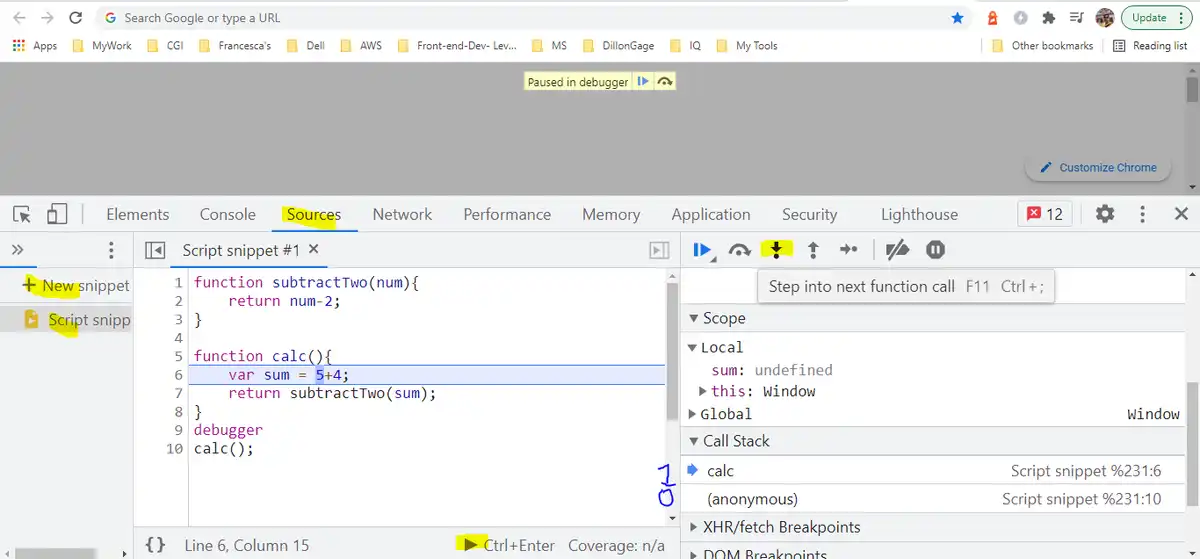 Search Google or type a URL
Update
Apps MyWork CGI Francesca's Dell AWS Front-end-Dev- Lev... MS DillonGage IQ My Tools Other bookmarks Reading list
Paused in debugger
Customize Chrome
Elements Console Sources Network Performance Memory Application Security Lighthouse 12
Script snippet #1
+ New snippet
Script snipp
1 function subtractTwo(num){
2 return num-2;
3 }
4
5 function calc(){
6 var sum = 5+4;
7 return subtractTwo(sum);
8 }
9 debugger
10 calc();
{} Line 6, Column 15 Ctrl+Enter Coverage: n/a
Step into next function call F11 Ctrl+;
Scope
Local
sum: undefined
this: Window
Global Window
Call Stack
calc Script snippet %231:6
(anonymous) Script snippet %231:10
XHR/fetch Breakpoints
DOM Breakpoints